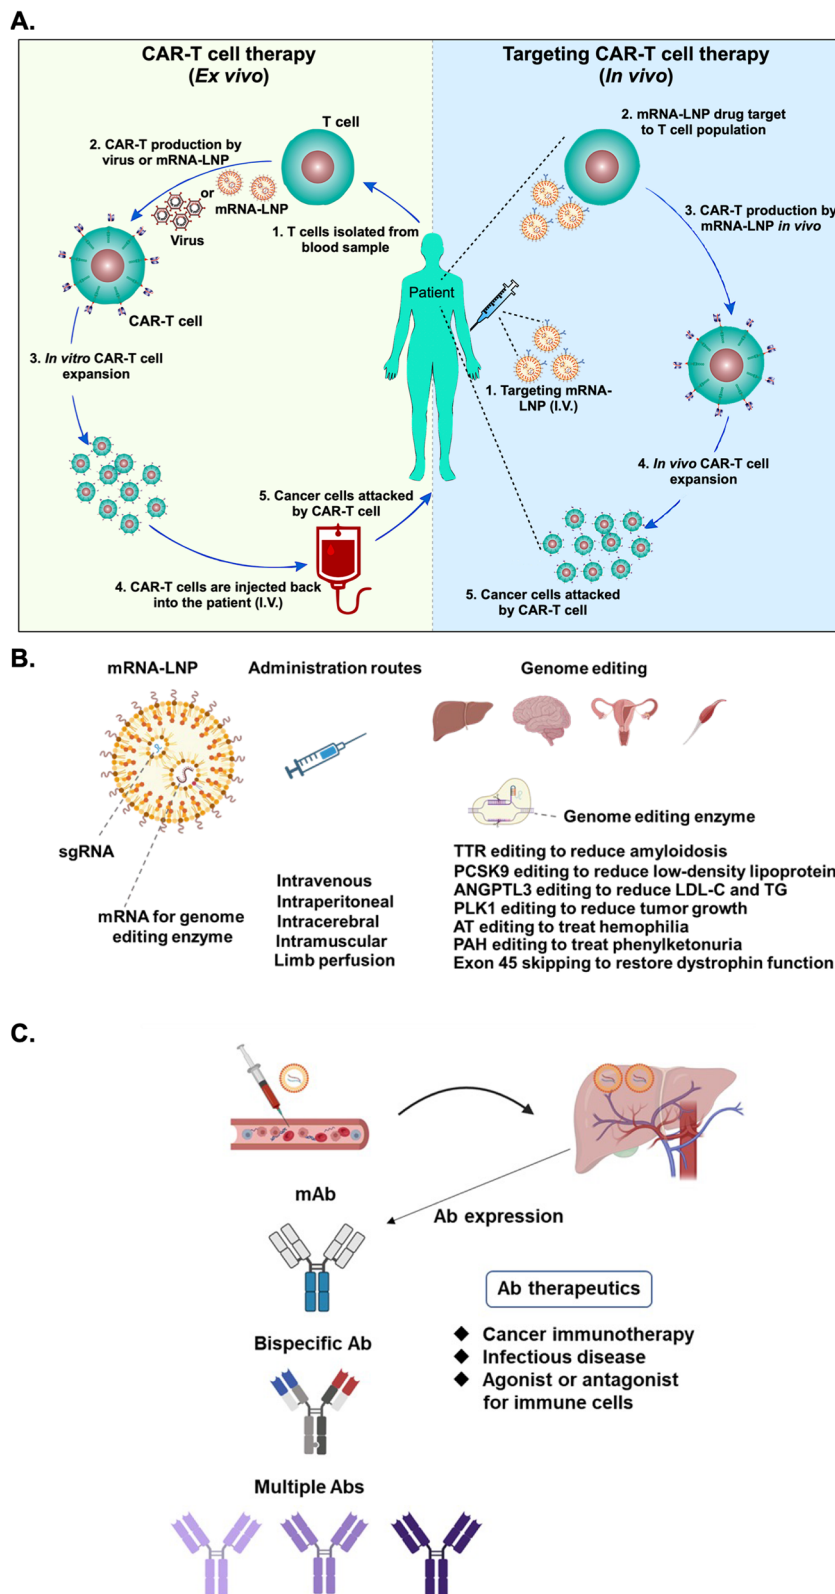 A.
CAR-T cell therapy
(Ex vivo)
T cell
2. CAR-T production by
virus or mRNA-LNP
or
mRNA-LNP
Virus
1. T cells isolated from
blood sample
CAR-T cell
3. In vitro CAR-T cell
expansion
5. Cancer cells attacked
by CAR-T cell
4. CAR-T cells are injected back
into the patient (I.V.)
Patient
Targeting CAR-T cell therapy
(In vivo)
2. mRNA-LNP drug target
to T cell population
3. CAR-T production by
mRNA-LNP in vivo
1. Targeting mRNA-
LNP (I.V.)
4. In vivo CAR-T cell
expansion
5. Cancer cells attacked
by CAR-T cell
B.
mRNA-LNP
sgRNA
mRNA for genome
editing enzyme
Administration routes
Intravenous
Intraperitoneal
Intracerebral
Intramuscular
Limb perfusion
Genome editing
Genome editing enzyme
TTR editing to reduce amyloidosis
PCSK9 editing to reduce low-density lipoprotein
ANGPTL3 editing to reduce LDL-C and TG
PLK1 editing to reduce tumor growth
AT editing to treat hemophilia
PAH editing to treat phenylketonuria
Exon 45 skipping to restore dystrophin function
C.
mAb
Ab expression
Bispecific Ab
Multiple Abs
Ab therapeutics
◆ Cancer immunotherapy
◆ Infectious disease
◆ Agonist or antagonist
for immune cells